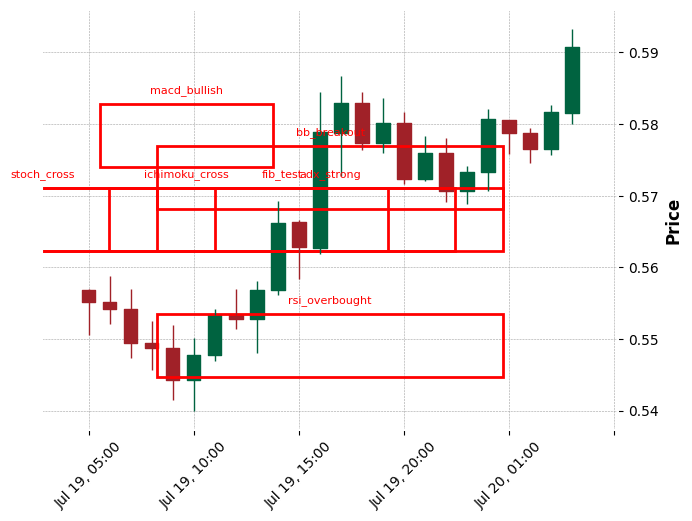 0.59
macd_bullish
0.58
bb_breakout
stoch_cross
ichimoku_cross
fib_test
adx_strong
0.57
Price
0.56
rsi_overbought
0.55
0.54
Jul 19, 05:00
Jul 19, 10:00
Jul 19, 15:00
Jul 19, 20:00
Jul 20, 01:00